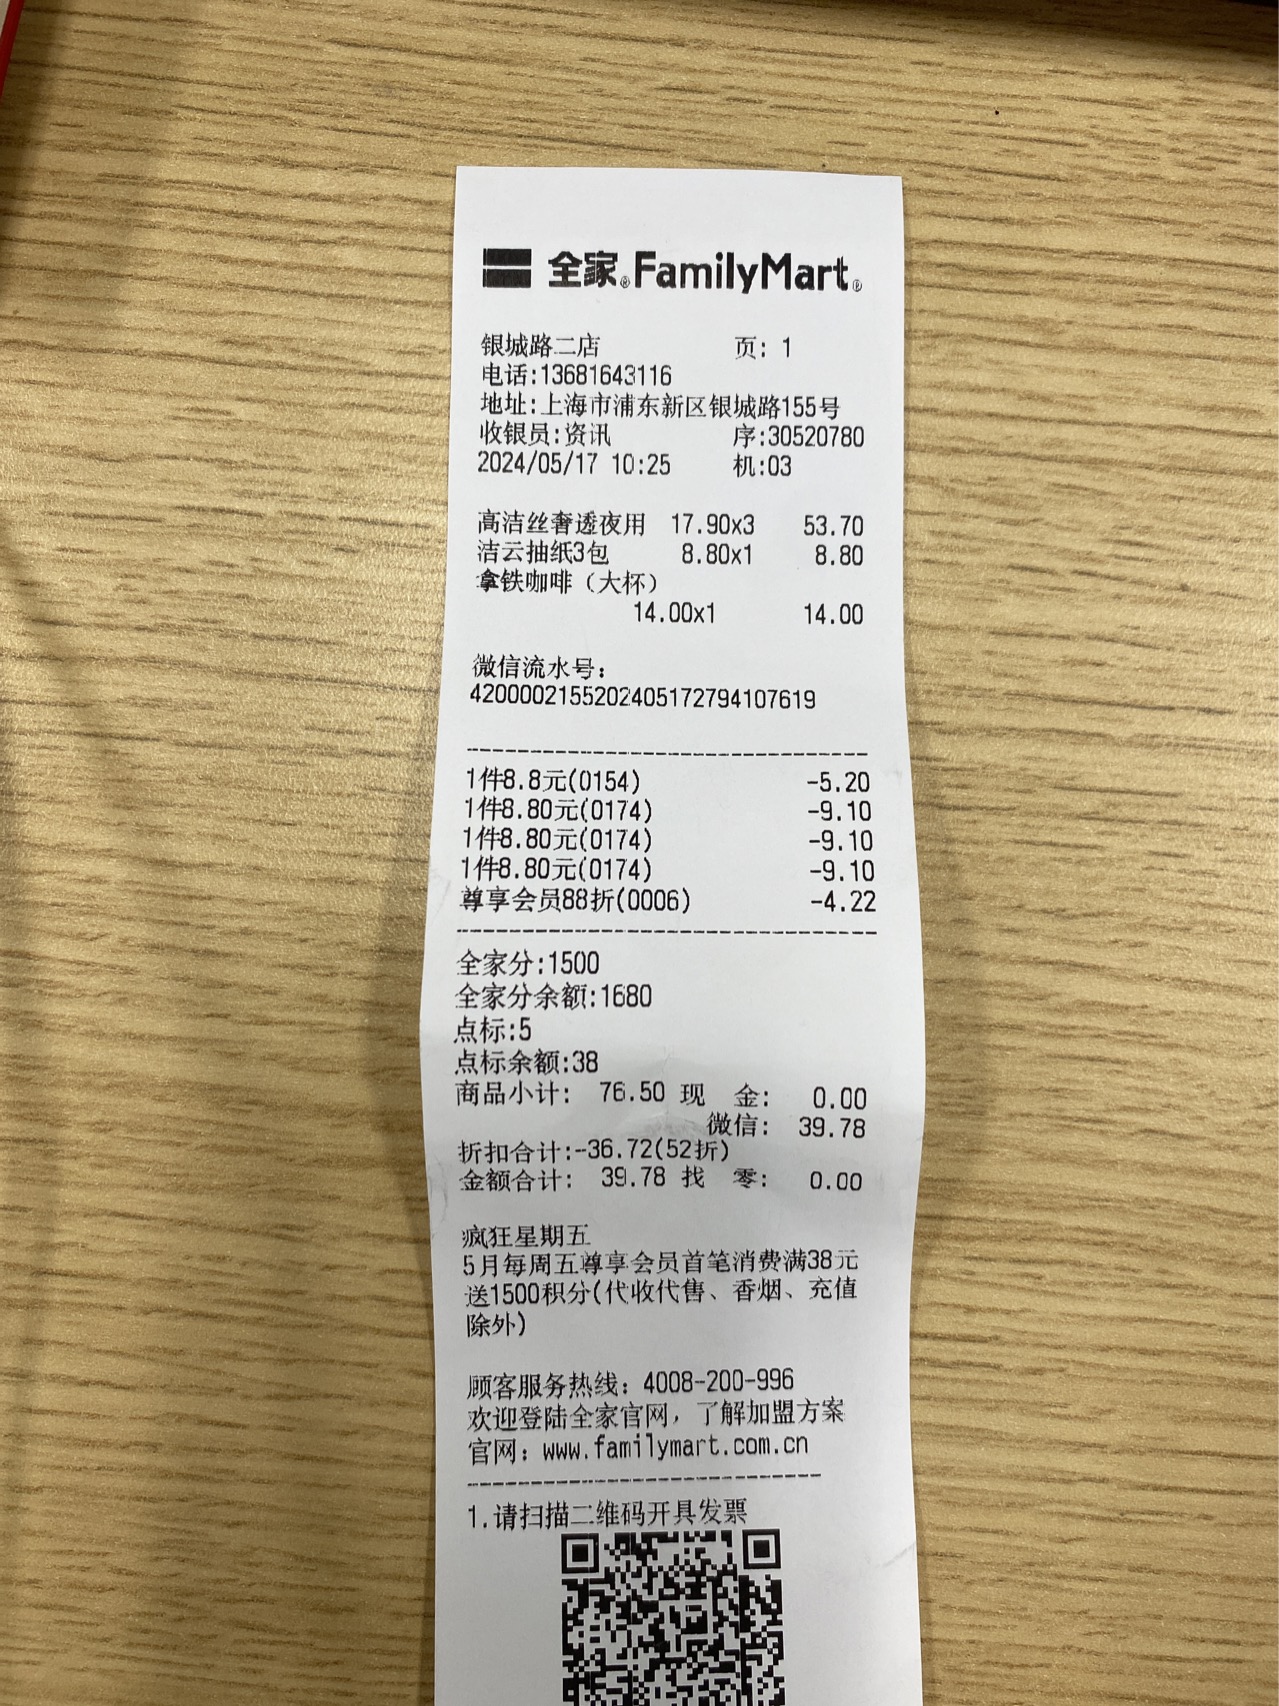 全家®FamilyMart®
银城路二店 页: 1
电话:13681643116
地址:上海市浦东新区银城路155号
收银员:资讯 序:30520780
2024/05/17 10:25 机:03
高洁丝奢透夜用 17.90x3 53.70
洁云抽纸3包 8.80x1 8.80
拿铁咖啡（大杯）
14.00x1 14.00
微信流水号:
4200002155202405172794107619
1件8.8元(0154) -5.20
1件8.80元(0174) -9.10
1件8.80元(0174) -9.10
1件8.80元(0174) -9.10
尊享会员88折(0006) -4.22
全家分:1500
全家分余额:1680
点标:5
点标余额:38
商品小计: 76.50 现 金: 0.00
微信: 39.78
折扣合计:-36.72(52折)
金额合计: 39.78 找 零: 0.00
疯狂星期五
5月每周五尊享会员首笔消费满38元
送1500积分(代收代售、香烟、充值
除外)
顾客服务热线: 4008-200-996
欢迎登陆全家官网, 了解加盟方案
官网: www.familymart.com.cn
1.请扫描二维码开具发票